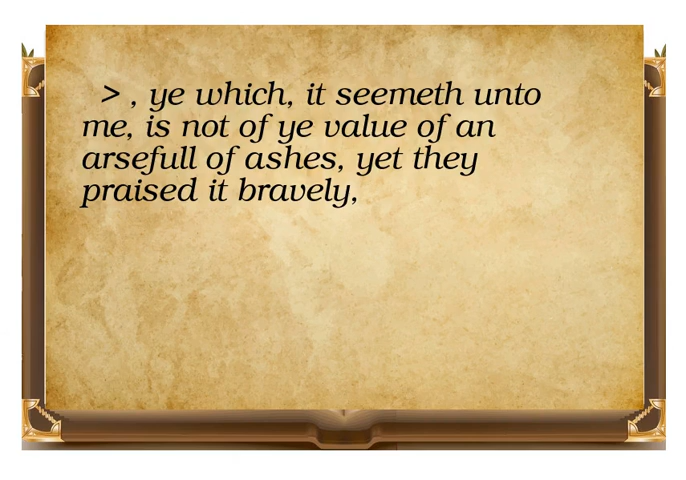 > , ye which, it seemeth unto
me, is not of ye value of an
arsefull of ashes, yet they
praised it bravely,